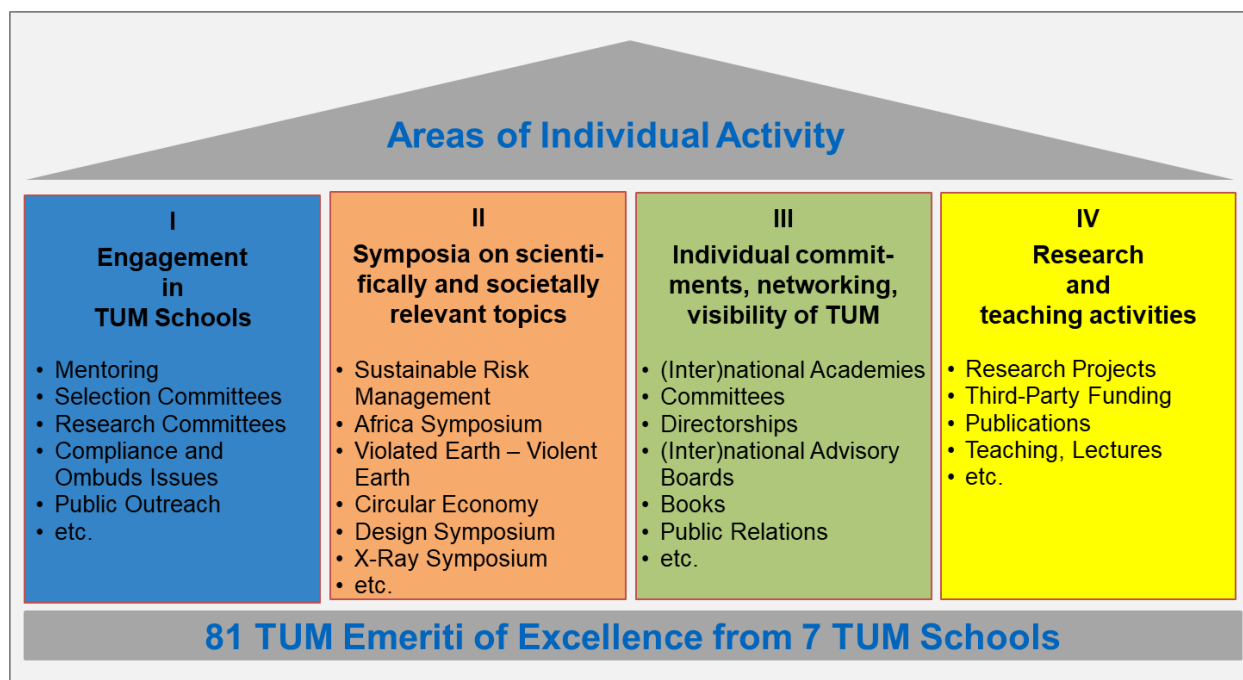 Areas of Individual Activity
I
Engagement
in
TUM Schools
• Mentoring
• Selection Committees
• Research Committees
• Compliance and
Ombuds Issues
• Public Outreach
• etc.
II
Symposia on scienti-
fically and societally
relevant topics
• Sustainable Risk
Management
• Africa Symposium
• Violated Earth – Violent
Earth
• Circular Economy
• Design Symposium
• X-Ray Symposium
• etc.
III
Individual commit-
ments, networking,
visibility of TUM
• (Inter)national Academies
• Committees
• Directorships
• (Inter)national Advisory
Boards
• Books
• Public Relations
• etc.
IV
Research
and
teaching activities
• Research Projects
• Third-Party Funding
• Publications
• Teaching, Lectures
• etc.
81 TUM Emeriti of Excellence from 7 TUM Schools